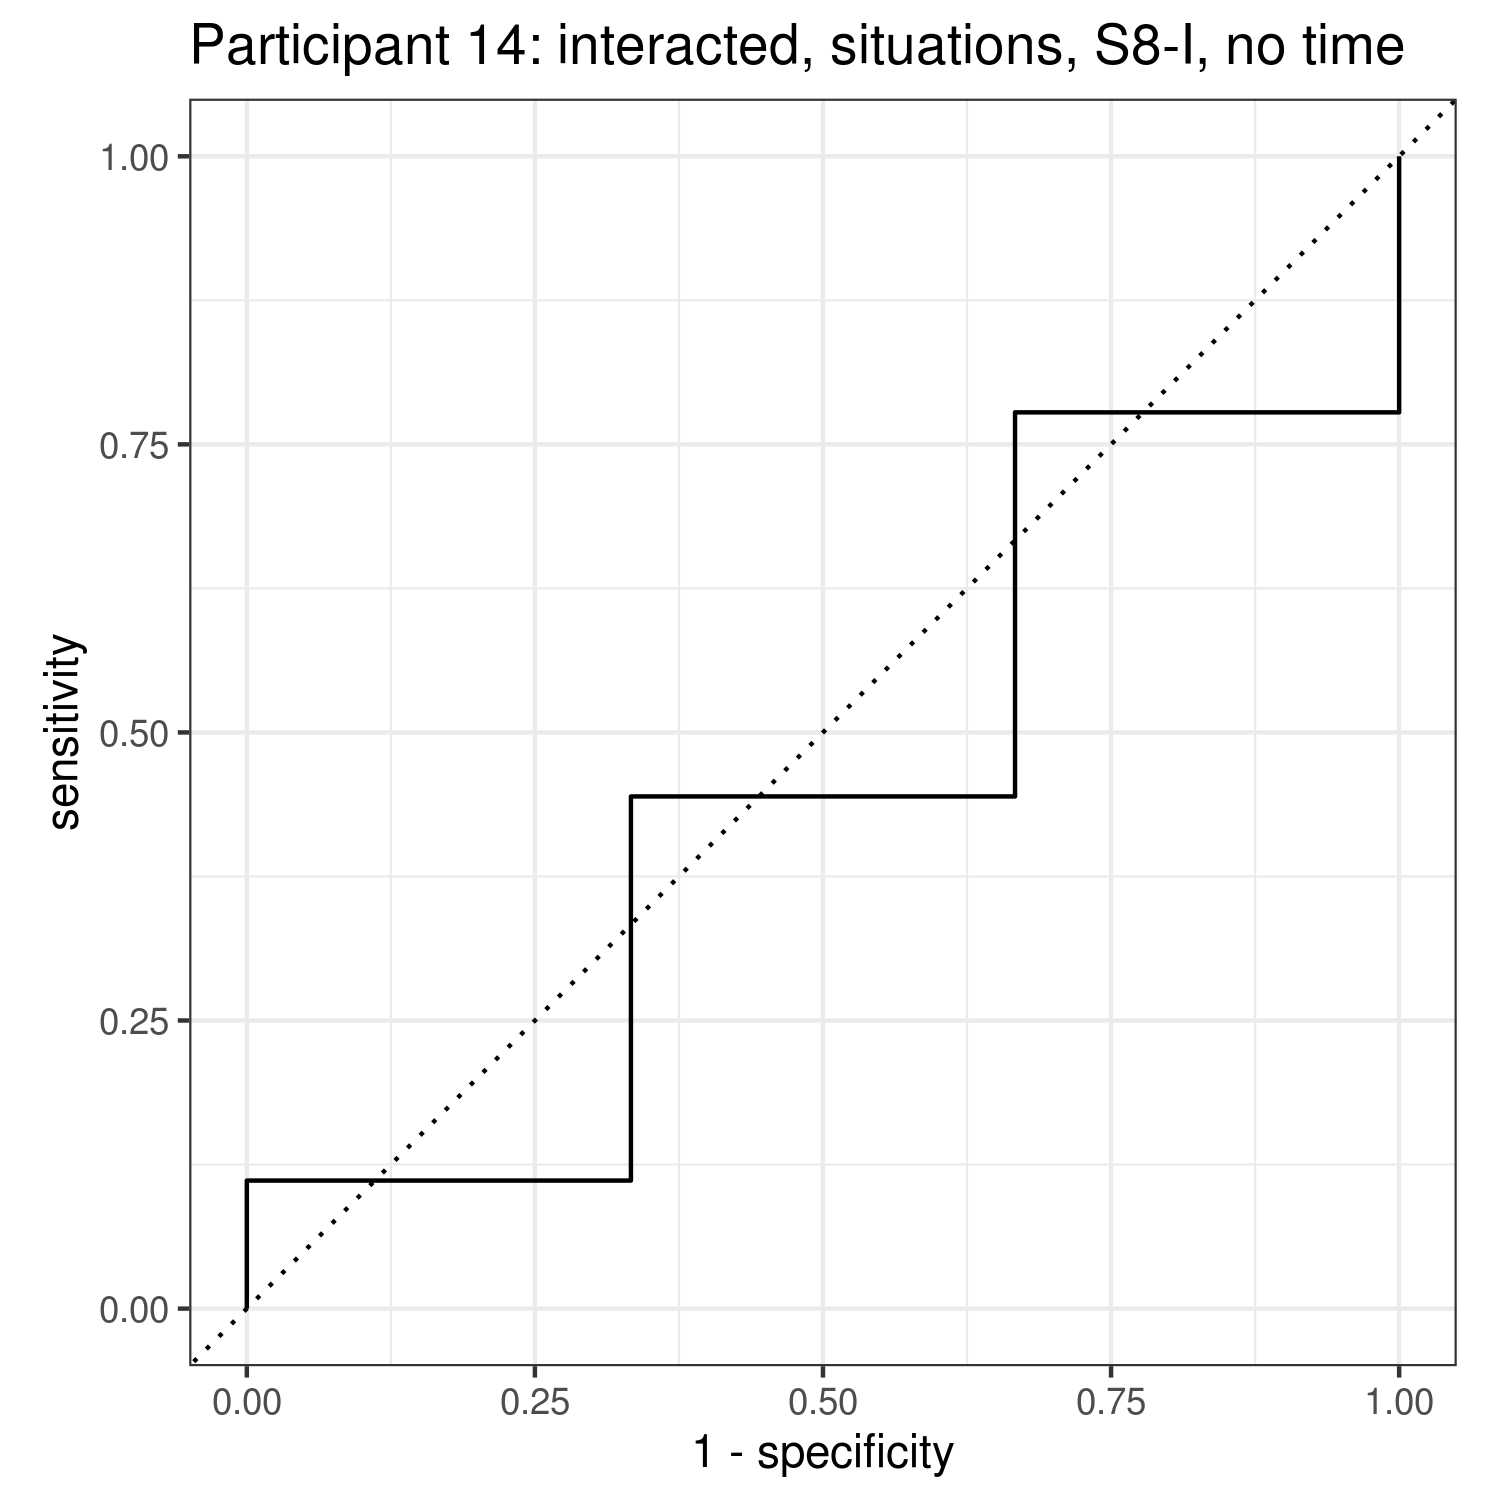 Participant 14: interacted, situations, S8-I, no time
1.00
0.75
0.50
0.25
0.00
sensitivity
0.00 0.25 0.50 0.75 1.00
1 - specificity